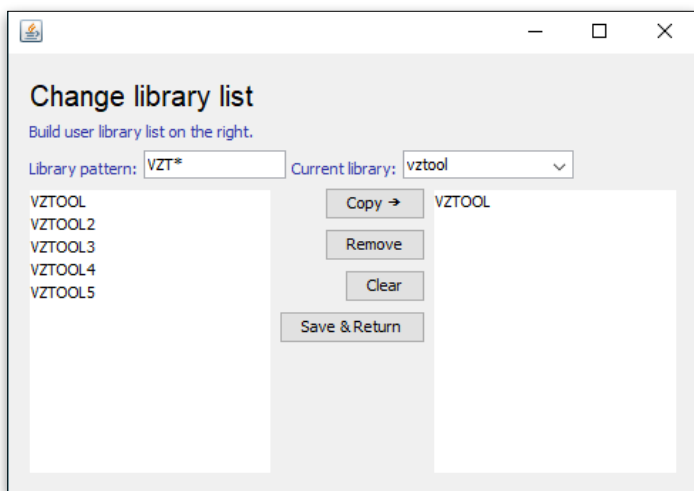 Change library list
Build user library list on the right.
Library pattern: VZT* Current library: vztool
VZTOOL
VZTOOL2
VZTOOL3
VZTOOL4
VZTOOL5
Copy →
Remove
Clear
Save & Return
VZTOOL